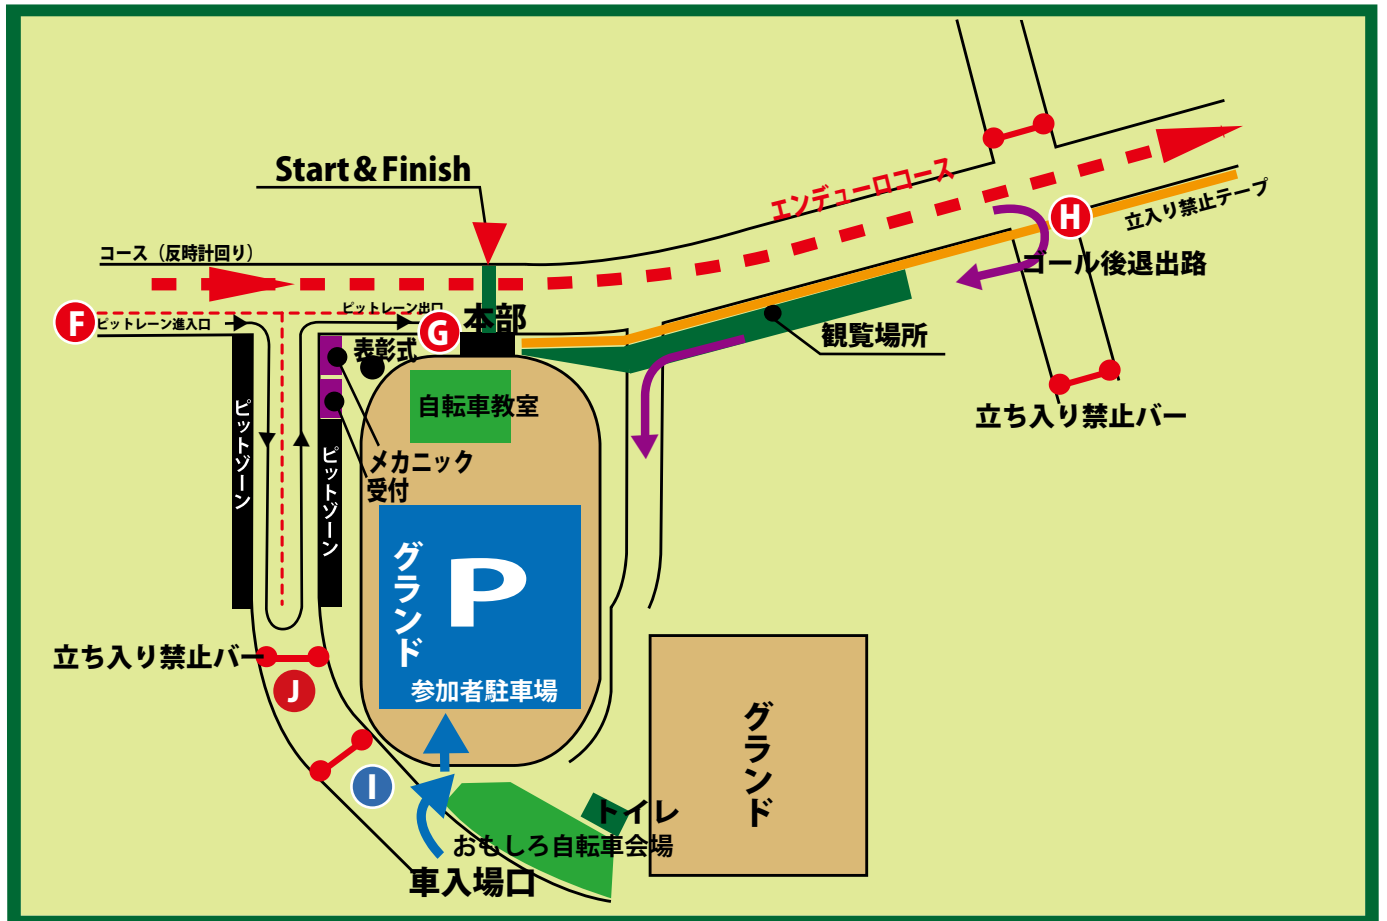 Start&Finish
エンデューロコース
コース（反時計回り）
立入り禁止テープ
H
ゴール後退出路
F
ピットレーン進入口
ピットレーン出口
G
本部
観覧場所
表彰式
自転車教室
立ち入り禁止バー
ピットゾーン
ピットゾーン
メカニック
受付
グランド
P
参加者駐車場
立ち入り禁止バー
J
I
グランド
トイレ
おもしろ自転車会場
車入場口